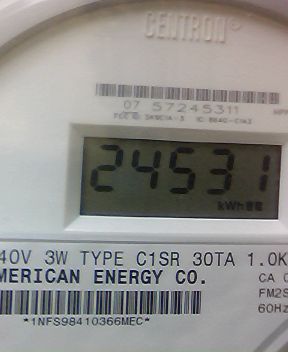 CENTRON®
07 57245311
24531
kWh
40V 3W TYPE C1SR 30TA 1.0K
MERICAN ENERGY CO.
CA
FM2S
60Hz
*1NFS98410366MEC*